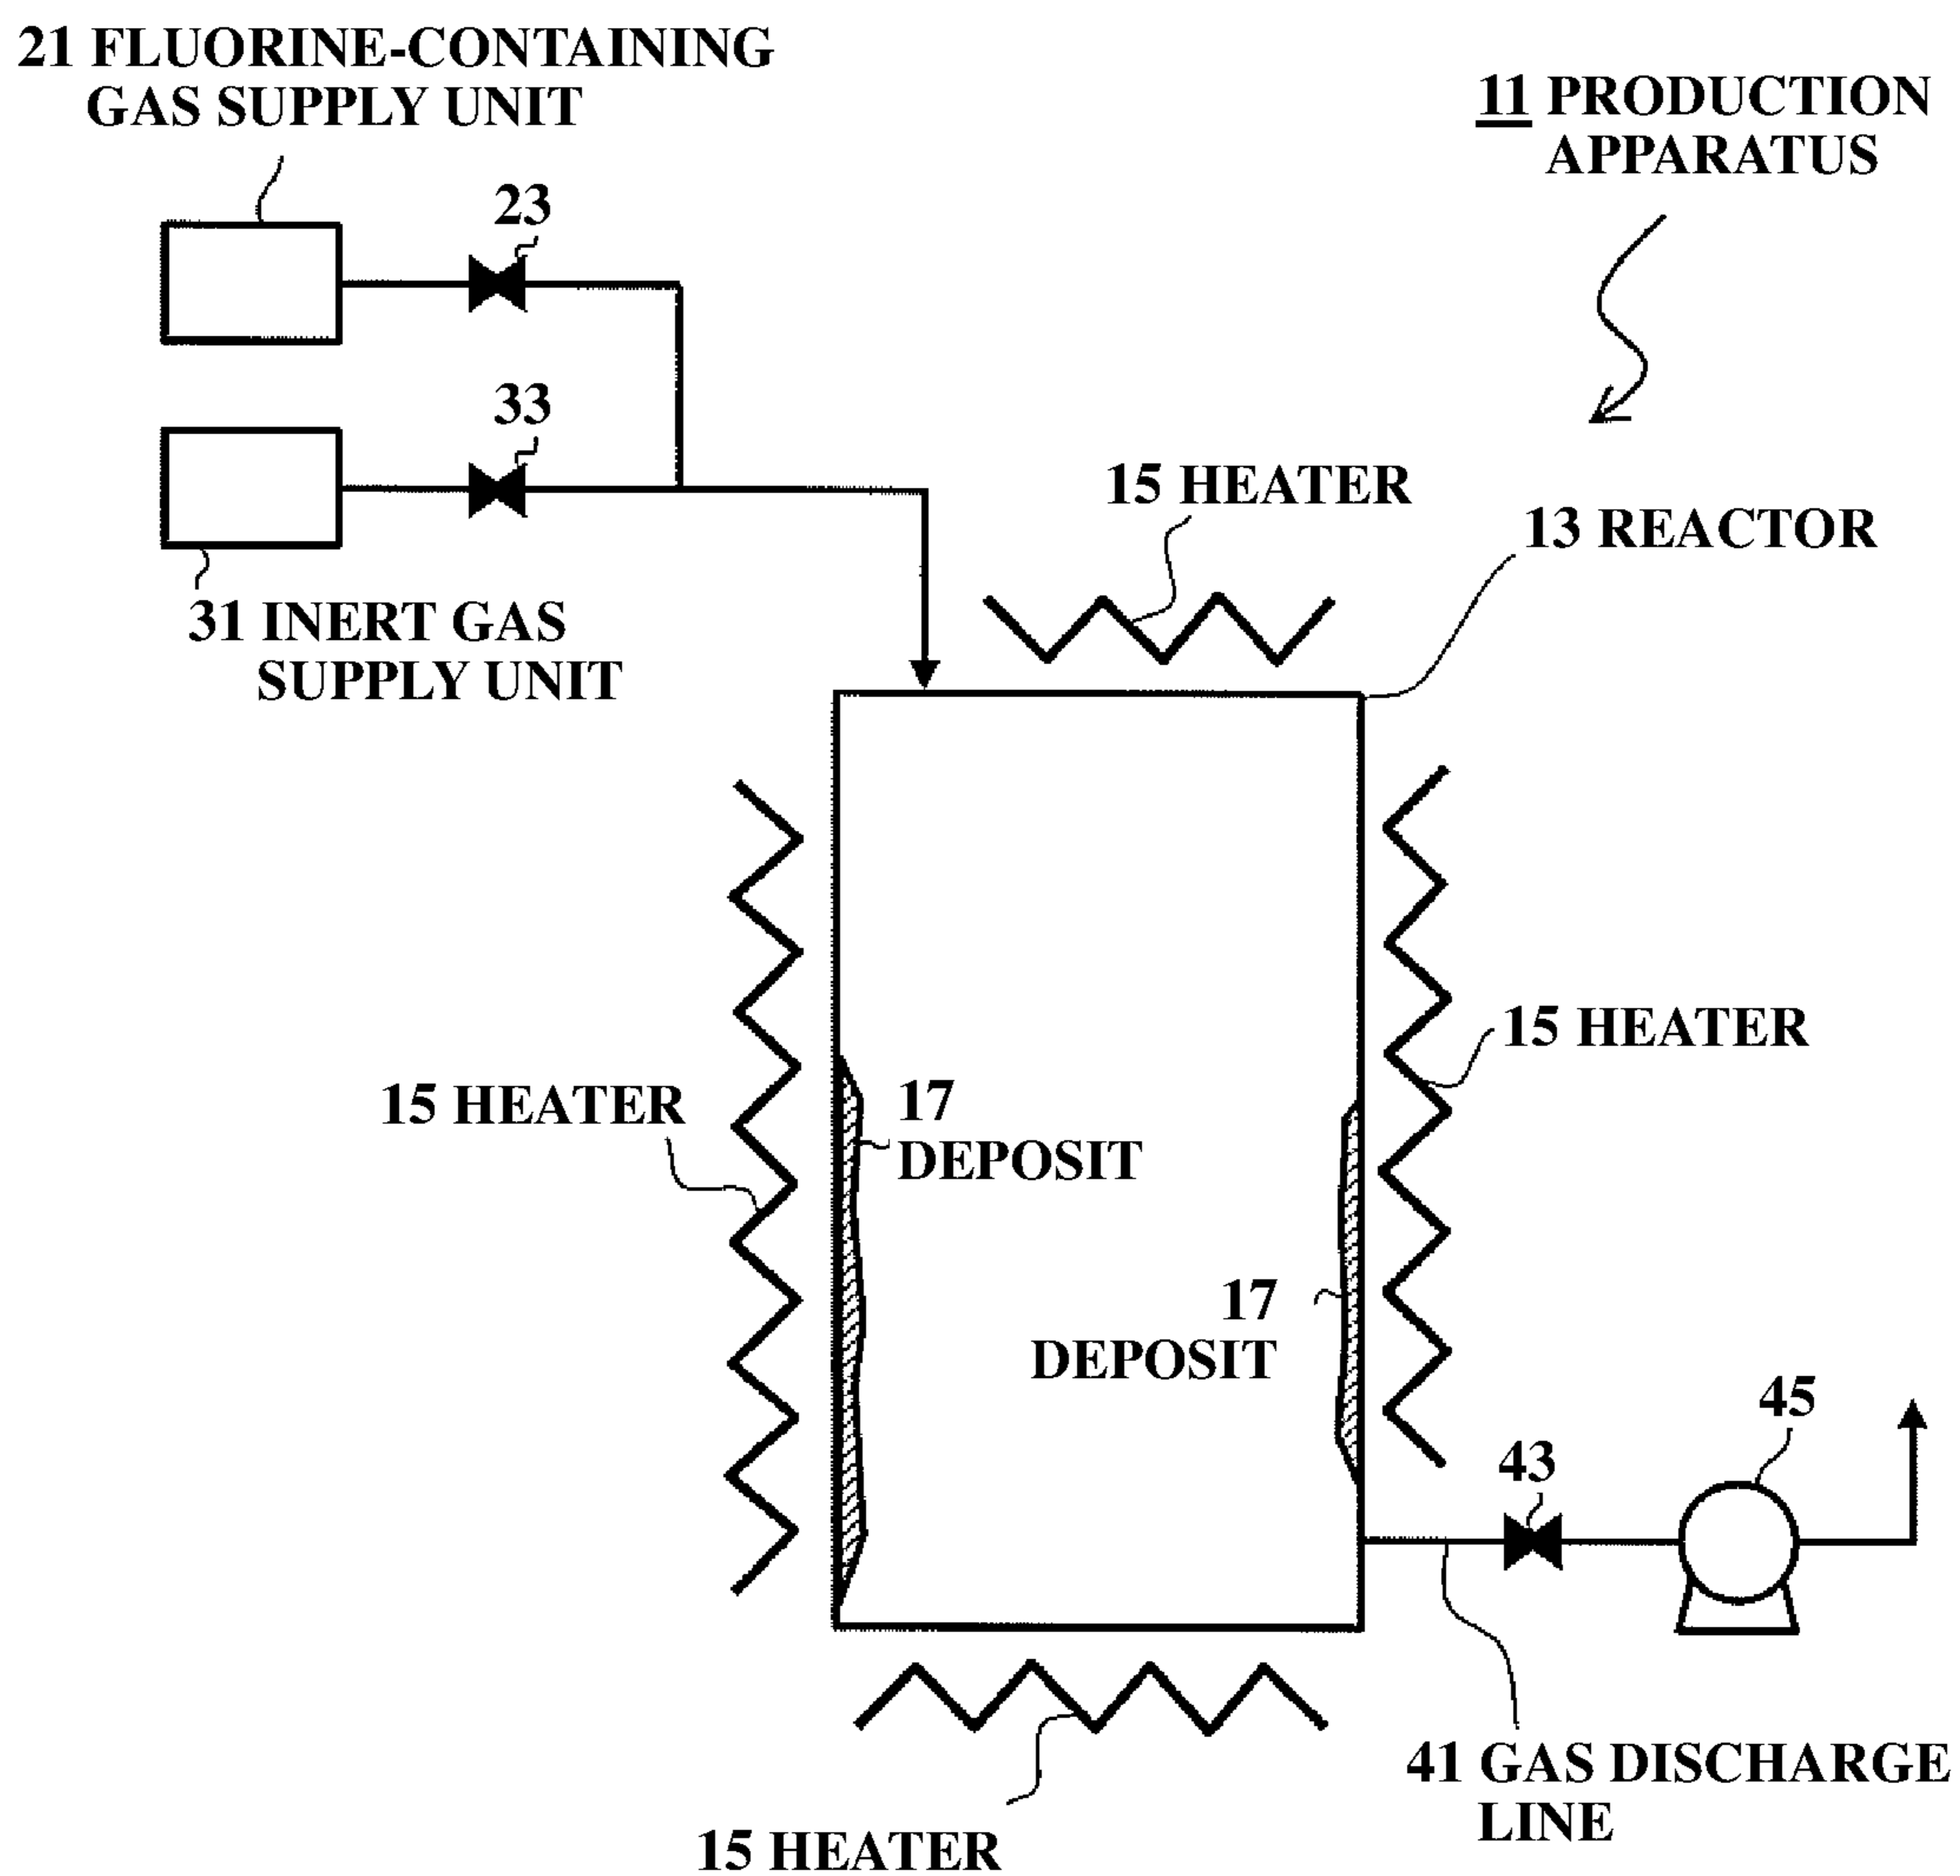 21 FLUORINE-CONTAINING
GAS SUPPLY UNIT
11 PRODUCTION
APPARATUS
23
33
15 HEATER
13 REACTOR
31 INERT GAS
SUPPLY UNIT
15 HEATER
15 HEATER
17
DEPOSIT
17
DEPOSIT
45
43
41 GAS DISCHARGE
LINE
15 HEATER